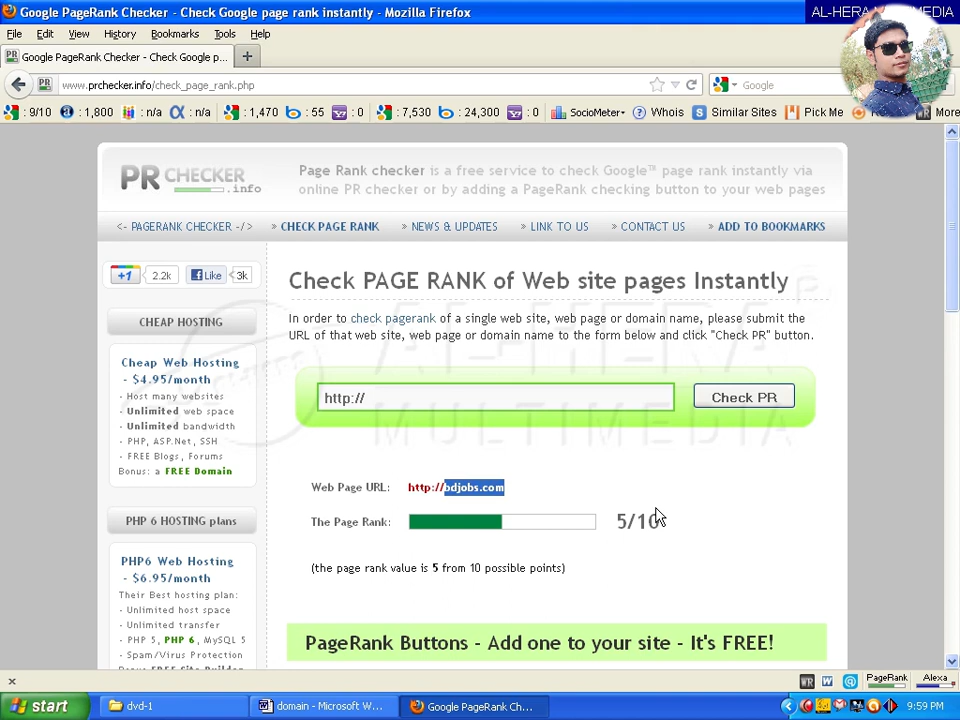 Google PageRank Checker - Check Google page rank instantly - Mozilla Firefox
AL-HERA MULTIMEDIA
File Edit View History Bookmarks Tools Help
Google PageRank Checker - Check Google p...
www.prchecker.info/check_page_rank.php
Google
: 9/10 : 1,800 : n/a : n/a : 1,470 : 55 : 0 : 7,530 : 24,300 : 0 SocioMeter Whois Similar Sites Pick Me More
PR CHECKER .info
Page Rank checker is a free service to check Google™ page rank instantly via
online PR checker or by adding a PageRank checking button to your web pages
<- PAGERANK CHECKER -/> » CHECK PAGE RANK » NEWS & UPDATES » LINK TO US » CONTACT US » ADD TO BOOKMARKS
+1 2.2k Like 3k
Check PAGE RANK of Web site pages Instantly
In order to check pagerank of a single web site, web page or domain name, please submit the
URL of that web site, web page or domain name to the form below and click "Check PR" button.
http:// Check PR
CHEAP HOSTING
Cheap Web Hosting
- $4.95/month
- Host many websites
- Unlimited web space
- Unlimited bandwidth
- PHP, ASP.Net, SSH
- FREE Blogs, Forums
Bonus: a FREE Domain
AL-HERA
MULTIMEDIA
Web Page URL: http://bdjobs.com
The Page Rank: 5/10
(the page rank value is 5 from 10 possible points)
PHP 6 HOSTING plans
PHP6 Web Hosting
- $6.95/month
Their Best hosting plan:
- Unlimited host space
- Unlimited transfer
- PHP 5, PHP 6, MySQL 5
- Spam/Virus Protection
PageRank Buttons - Add one to your site - It's FREE!
PageRank Alexa
start dvd-1 domain - Microsoft W... Google PageRank Ch... 9:59 PM